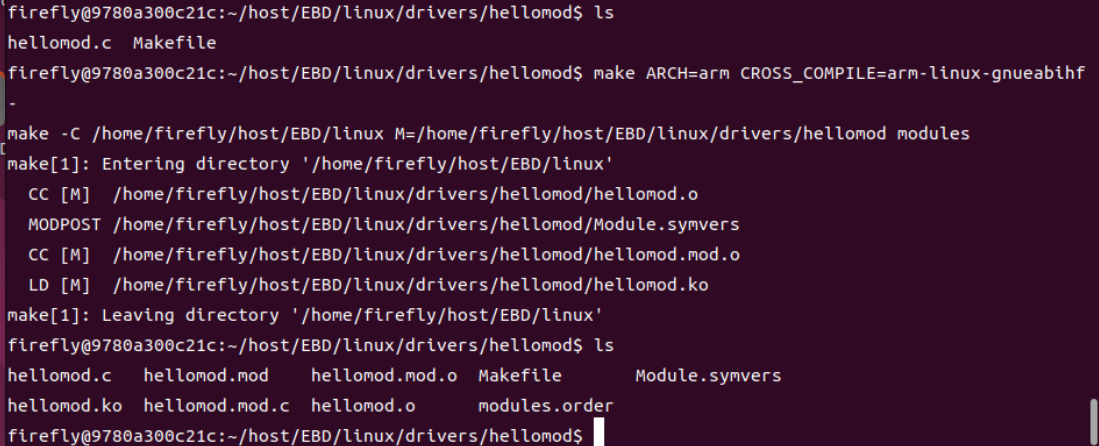 firefly@9780a300c21c:~/host/EBD/linux/drivers/hellomod$ ls
hellomod.c  Makefile
firefly@9780a300c21c:~/host/EBD/linux/drivers/hellomod$ make ARCH=arm CROSS_COMPILE=arm-linux-gnueabihf
-
make -C /home/firefly/host/EBD/linux M=/home/firefly/host/EBD/linux/drivers/hellomod modules
make[1]: Entering directory '/home/firefly/host/EBD/linux'
  CC [M]  /home/firefly/host/EBD/linux/drivers/hellomod/hellomod.o
  MODPOST /home/firefly/host/EBD/linux/drivers/hellomod/Module.symvers
  CC [M]  /home/firefly/host/EBD/linux/drivers/hellomod/hellomod.mod.o
  LD [M]  /home/firefly/host/EBD/linux/drivers/hellomod/hellomod.ko
make[1]: Leaving directory '/home/firefly/host/EBD/linux'
firefly@9780a300c21c:~/host/EBD/linux/drivers/hellomod$ ls
hellomod.c   hellomod.mod    hellomod.mod.o  Makefile       Module.symvers
hellomod.ko  hellomod.mod.c  hellomod.o      modules.order
firefly@9780a300c21c:~/host/EBD/linux/drivers/hellomod$